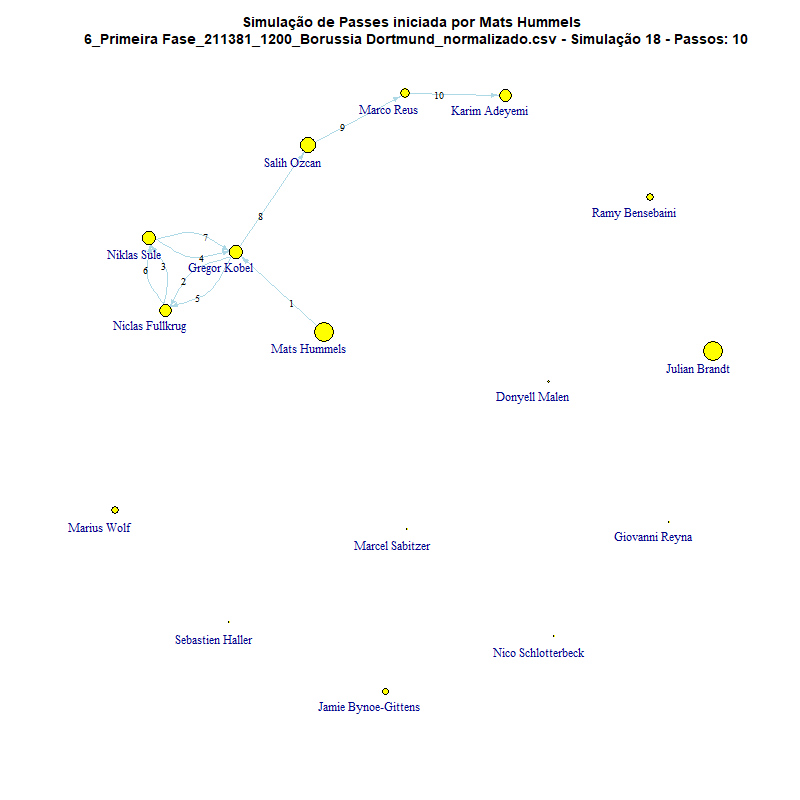 Simulação de Passes iniciada por Mats Hummels
6_Primeira Fase_211381_1200_Borussia Dortmund_normalizado.csv - Simulação 18 - Passos: 10
10
Marco Reus
Karim Adeyemi
9
Salih Ozcan
Ramy Bensebaini
8
7
Niklas Sule
4
Gregor Kobel
3
6
2
5
1
Niclas Fullkrug
Mats Hummels
Julian Brandt
Donyell Malen
Marius Wolf
Marcel Sabitzer
Giovanni Reyna
Sebastien Haller
Nico Schlotterbeck
Jamie Bynoe-Gittens